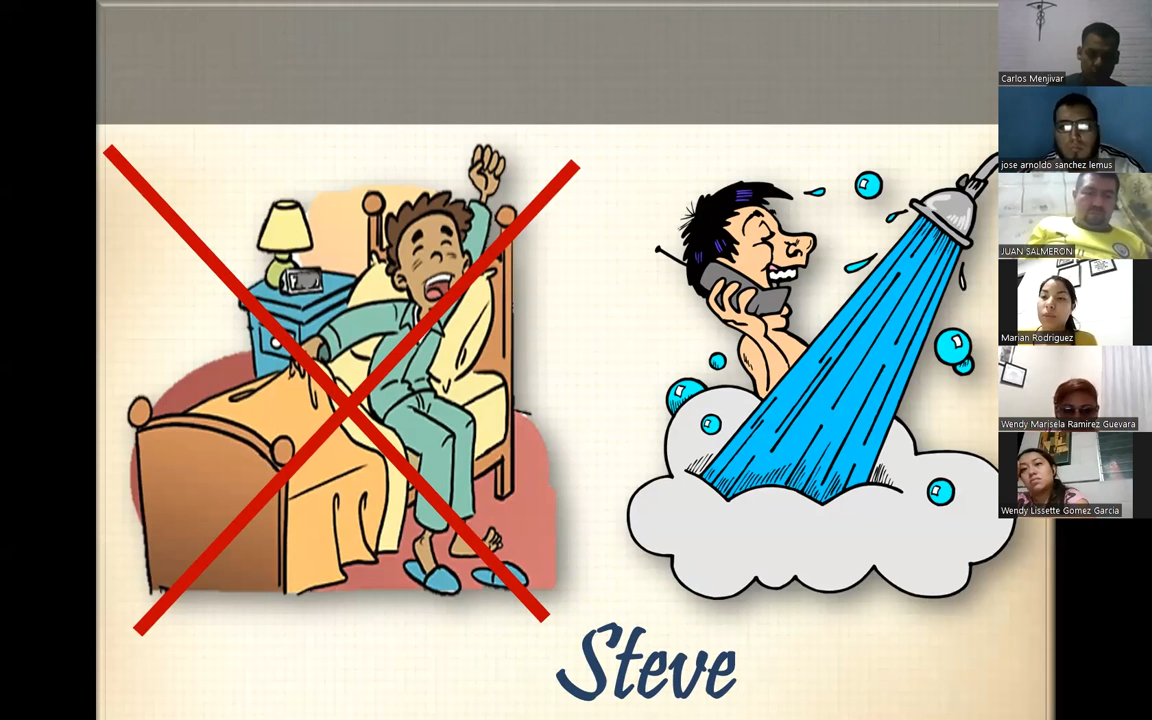 Carlos Menjivar
jose arnoldo sanchez lemus
JUAN SALMERON
Marian Rodriguez
Wendy Marisela Ramirez Guevara
Wendy Lissette Gomez Garcia
Steve